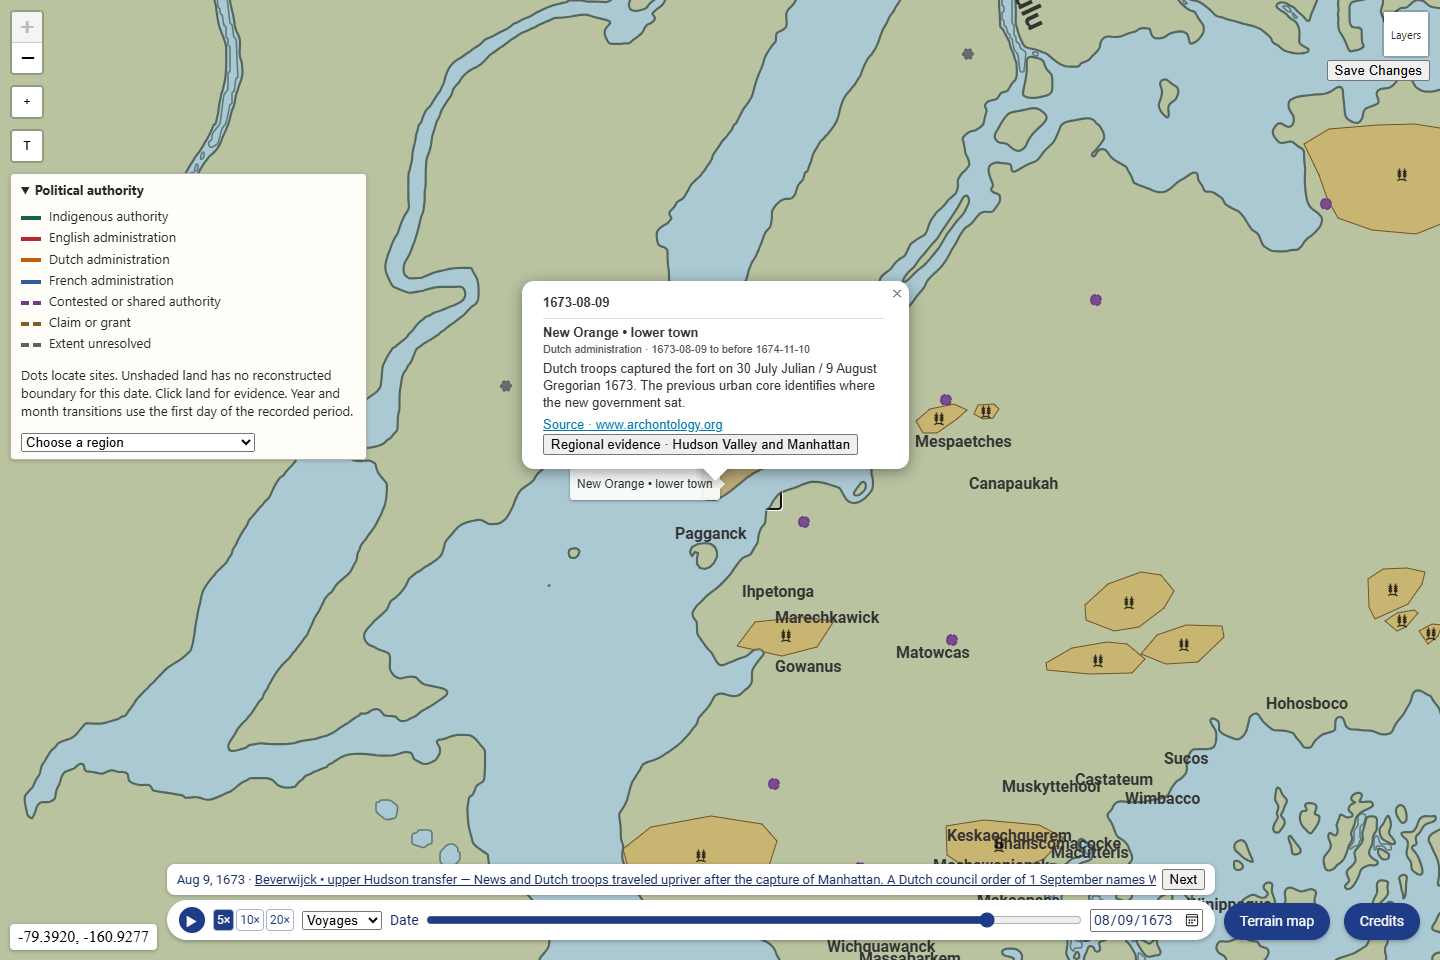 ulu
Layers
Save Changes
+
−
+
T
Political authority
Indigenous authority
English administration
Dutch administration
French administration
Contested or shared authority
Claim or grant
Extent unresolved
Dots locate sites. Unshaded land has no reconstructed
boundary for this date. Click land for evidence. Year and
month transitions use the first day of the recorded period.
Choose a region
1673-08-09
×
New Orange • lower town
Dutch administration · 1673-08-09 to before 1674-11-10
Dutch troops captured the fort on 30 July Julian / 9 August
Gregorian 1673. The previous urban core identifies where
the new government sat.
Source · www.archontology.org
Regional evidence · Hudson Valley and Manhattan
New Orange • lower town
Mespaetches
Canapaukah
Pagganck
Ihpetonga
Marechkawick
Gowanus
Matowcas
Hohosboco
Sucos
Castateum
Muskyttehool
Wimbacco
Keskaechquerem
Shanscomacocke
Macutteris
Aug 9, 1673 · Beverwijck • upper Hudson transfer — News and Dutch troops traveled upriver after the capture of Manhattan. A Dutch council order of 1 September names W
Next
5×
10×
20×
Voyages
Date
08/09/1673
Terrain map
Credits
-79.3920, -160.9277
Wichquawanck
Massabarkem